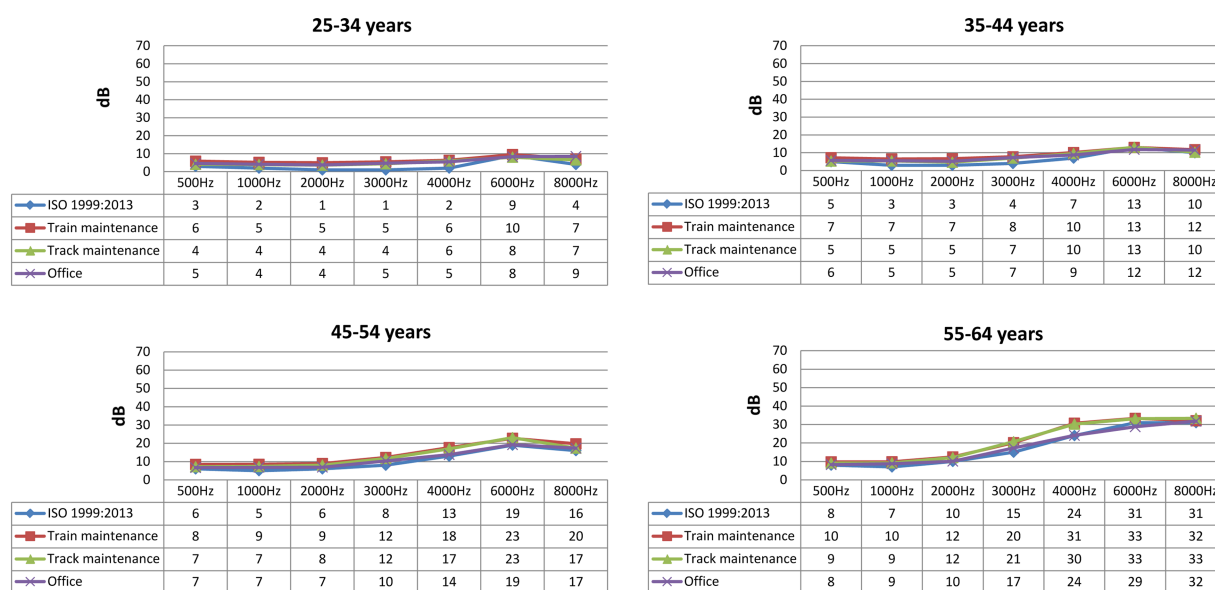 25-34 years
70
60
50
40
30
20
10
0
dB
500Hz 1000Hz 2000Hz 3000Hz 4000Hz 6000Hz 8000Hz
ISO 1999:2013 3 2 1 1 2 9 4
Train maintenance 6 5 5 5 6 10 7
Track maintenance 4 4 4 4 6 8 7
Office 5 4 4 5 5 8 9
35-44 years
70
60
50
40
30
20
10
0
dB
500Hz 1000Hz 2000Hz 3000Hz 4000Hz 6000Hz 8000Hz
ISO 1999:2013 5 3 3 4 7 13 10
Train maintenance 7 7 7 8 10 13 12
Track maintenance 5 5 5 7 10 13 10
Office 6 5 5 7 9 12 12
45-54 years
70
60
50
40
30
20
10
0
dB
500Hz 1000Hz 2000Hz 3000Hz 4000Hz 6000Hz 8000Hz
ISO 1999:2013 6 5 6 8 13 19 16
Train maintenance 8 9 9 12 18 23 20
Track maintenance 7 7 8 12 17 23 17
Office 7 7 7 10 14 19 17
55-64 years
70
60
50
40
30
20
10
0
dB
500Hz 1000Hz 2000Hz 3000Hz 4000Hz 6000Hz 8000Hz
ISO 1999:2013 8 7 10 15 24 31 31
Train maintenance 10 10 12 20 31 33 32
Track maintenance 9 9 12 21 30 33 33
Office 8 9 10 17 24 29 32